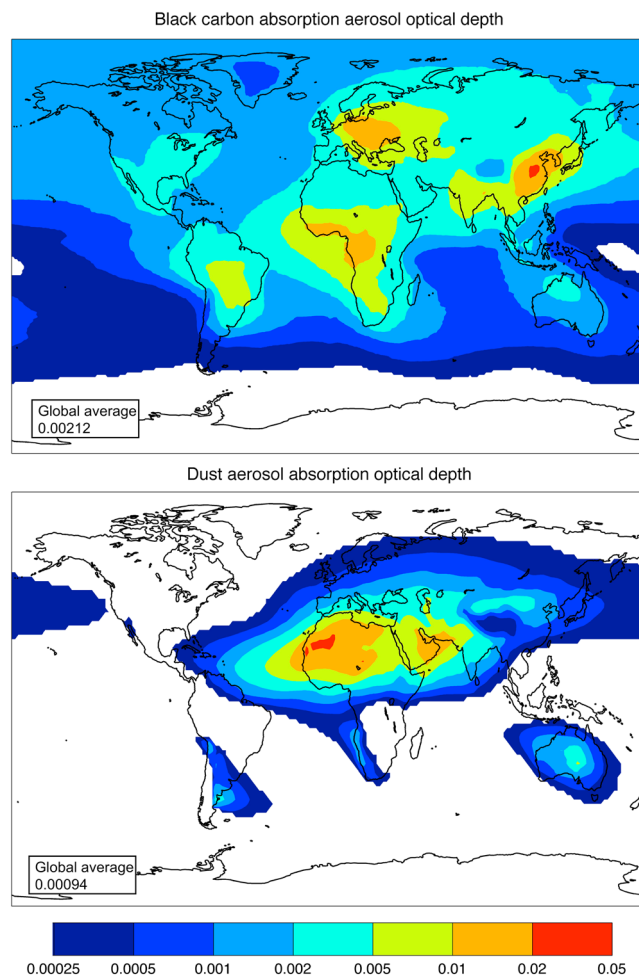 Black carbon absorption aerosol optical depth
Global average
0.00212
Dust aerosol absorption optical depth
Global average
0.00094
0.00025 0.0005 0.001 0.002 0.005 0.01 0.02 0.05